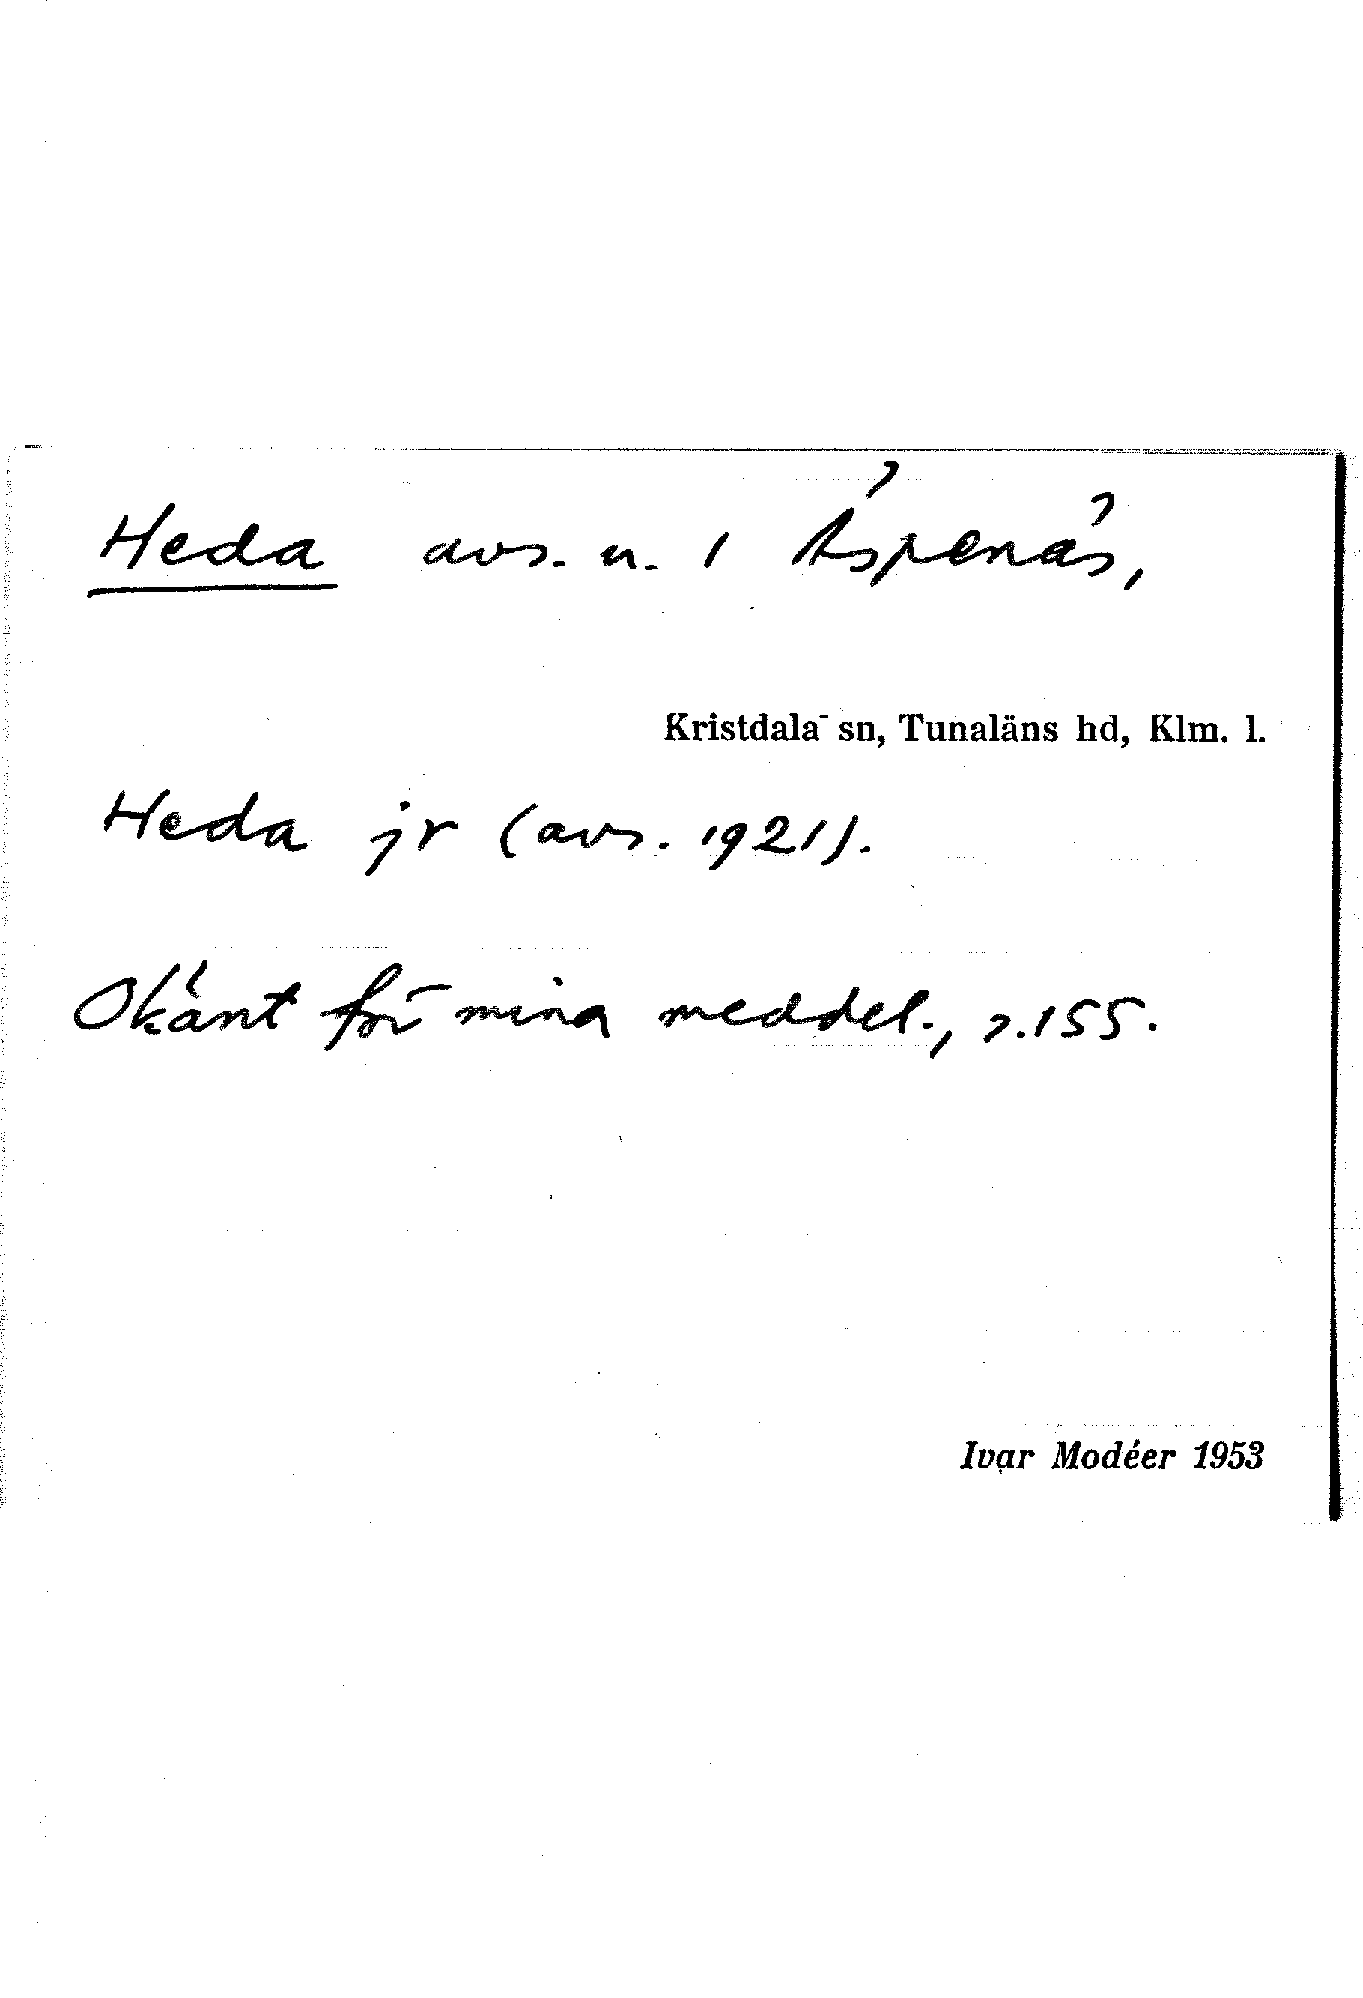 Heda avs. u. i Äspenäs,
Kristdala sn, Tunaläns hd, Klm. l.
Heda jr (avs. 1921).
Okänt för mina meddel., s. 155.
Ivar Modéer 1953